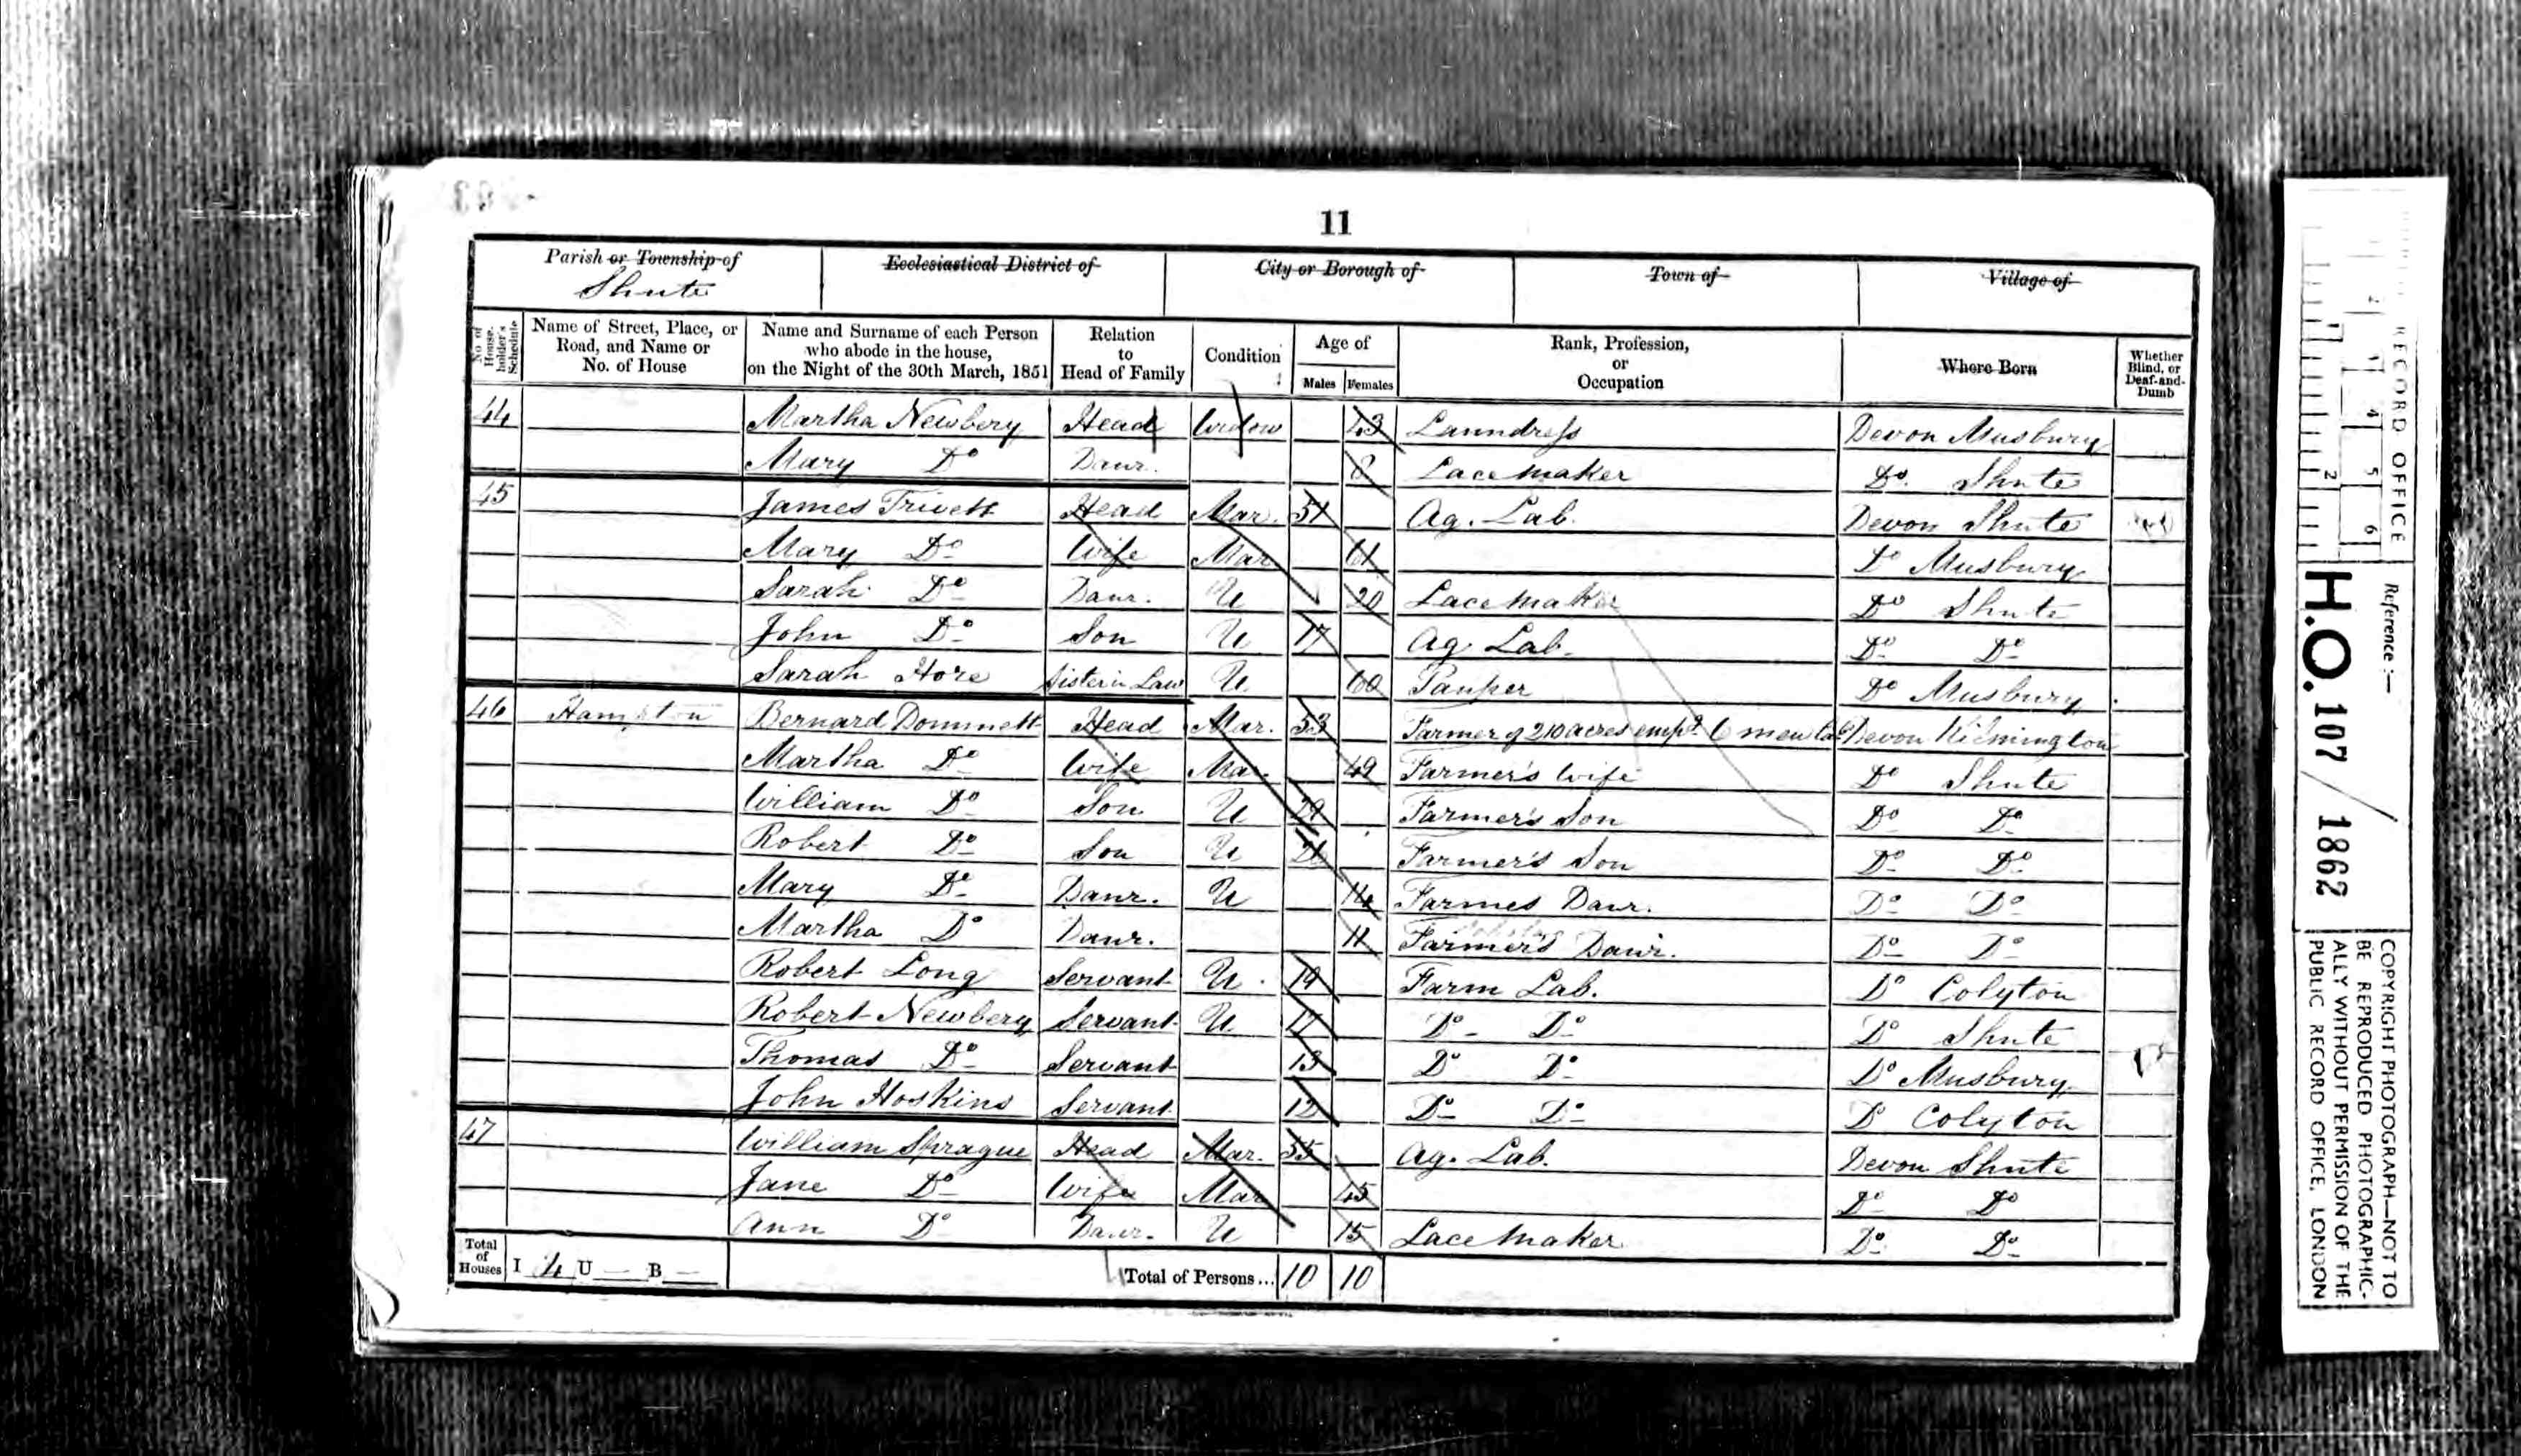 11
Parish or Township of Ecclesiastical District of City or Borough of Town of Village of
Shute
No. of House-holder's Schedule Name of Street, Place, or Road, and Name or No. of House Name and Surname of each Person who abode in the house, on the Night of the 30th March, 1851 Relation to Head of Family Condition Age of Males Females Rank, Profession, or Occupation Where Born Whether Blind, or Deaf-and-Dumb
44 Martha Newbery Head Widow 43 Laundress Devon Musbury
Mary Do Daur. 8 Lace maker Do Shute
45 James Trivett Head Mar. 51 Ag. Lab. Devon Shute
Mary Do Wife Mar 61 Do Musbury
Sarah Do Daur. U 20 Lace maker Do Shute
John Do Son U 17 Ag. Lab. Do Do
Sarah Hore Sister in Law U 60 Pauper Do Musbury
46 Hampton Bernard Dommett Head Mar. 53 Farmer of 210 acres empg 6 men Devon Kilmington
Martha Do Wife Mar. 49 Farmer's Wife Do Shute
William Do Son U 29 Farmer's Son Do Do
Robert Do Son U Farmer's Son Do Do
Mary Do Daur. U 14 Farmes Daur. Do Do
Martha Do Daur. 11 Farmer's Daur. Do Do
Robert Long Servant U 19 Farm Lab. Do Colyton
Robert Newbery Servant U 17 Do Do Do Shute
Thomas Do Servant 13 Do Do Do Musbury
John Hoskins Servant 12 Do Do Do Colyton
47 William Sprague Head Mar. 55 Ag. Lab. Devon Shute
Jane Do Wife Mar 45 Do Do
Ann Do Daur. U 15 Lace maker Do Do
Total of Houses I 4 U — B — Total of Persons... 10 10
RECORD OFFICE
1 2 4 5 6
Reference :—
H.O. 107 / 1862
COPYRIGHT PHOTOGRAPH—NOT TO
BE REPRODUCED PHOTOGRAPHIC-
ALLY WITHOUT PERMISSION OF THE
PUBLIC RECORD OFFICE, LONDON